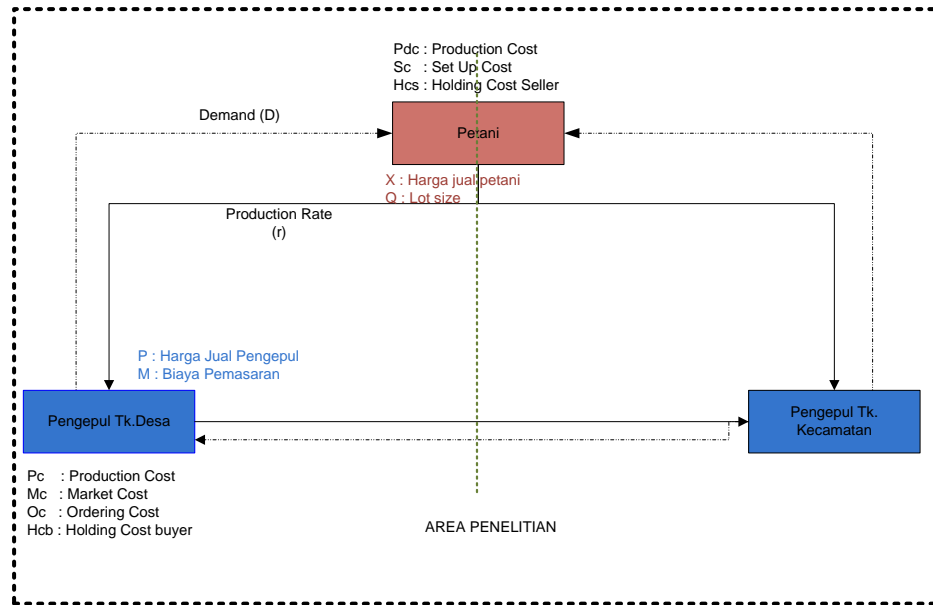 Pdc : Production Cost
Sc : Set Up Cost
Hcs : Holding Cost Seller
Demand (D)
Petani
X : Harga jual petani
Q : Lot size
Production Rate
(r)
P : Harga Jual Pengepul
M : Biaya Pemasaran
Pengepul Tk.Desa
Pengepul Tk.
Kecamatan
Pc : Production Cost
Mc : Market Cost
Oc : Ordering Cost
Hcb : Holding Cost buyer
AREA PENELITIAN